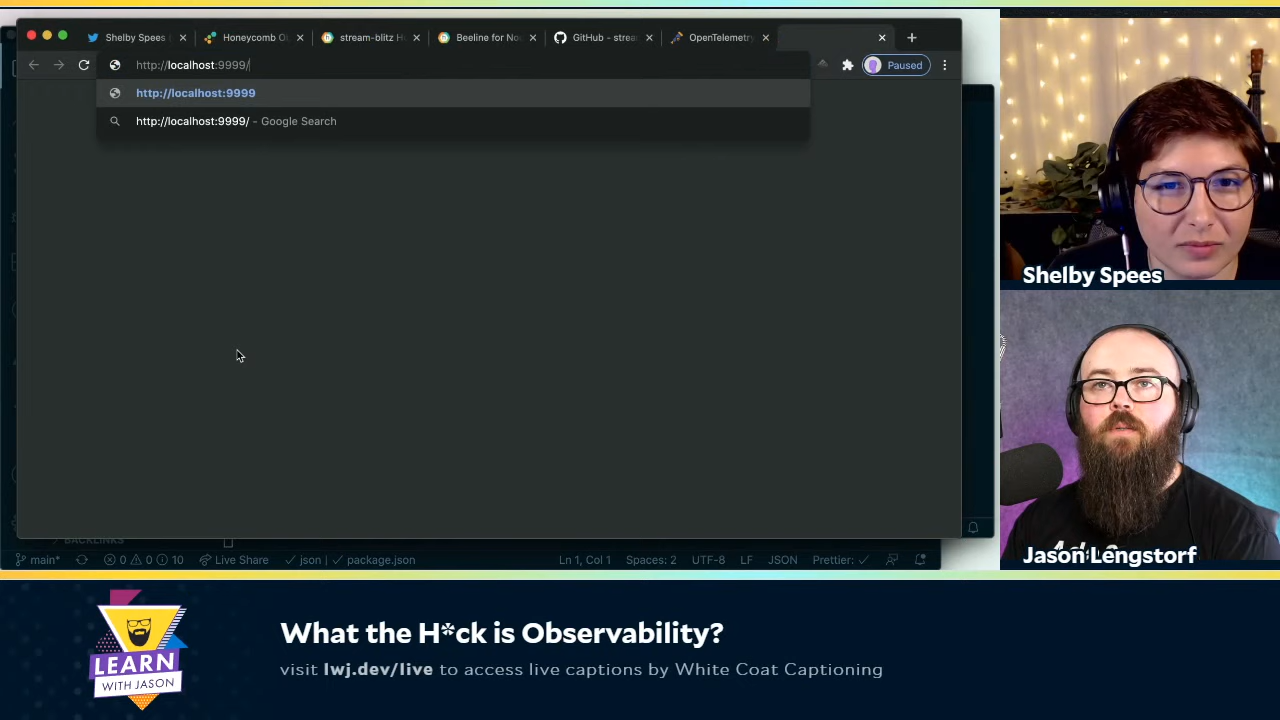 Shelby Spees
Honeycomb Ou
stream-blitz H
Beeline for No
GitHub - strea
OpenTelemetry
http://localhost:9999/
Paused
http://localhost:9999
http://localhost:9999/ - Google Search
BACKLINKS
main*
0
0
10
Live Share
json
package.json
Ln 1, Col 1
Spaces: 2
UTF-8
LF
JSON
Prettier:
Shelby Spees
Jason Lengstorf
LEARN
WITH JASON
What the H*ck is Observability?
visit lwj.dev/live to access live captions by White Coat Captioning